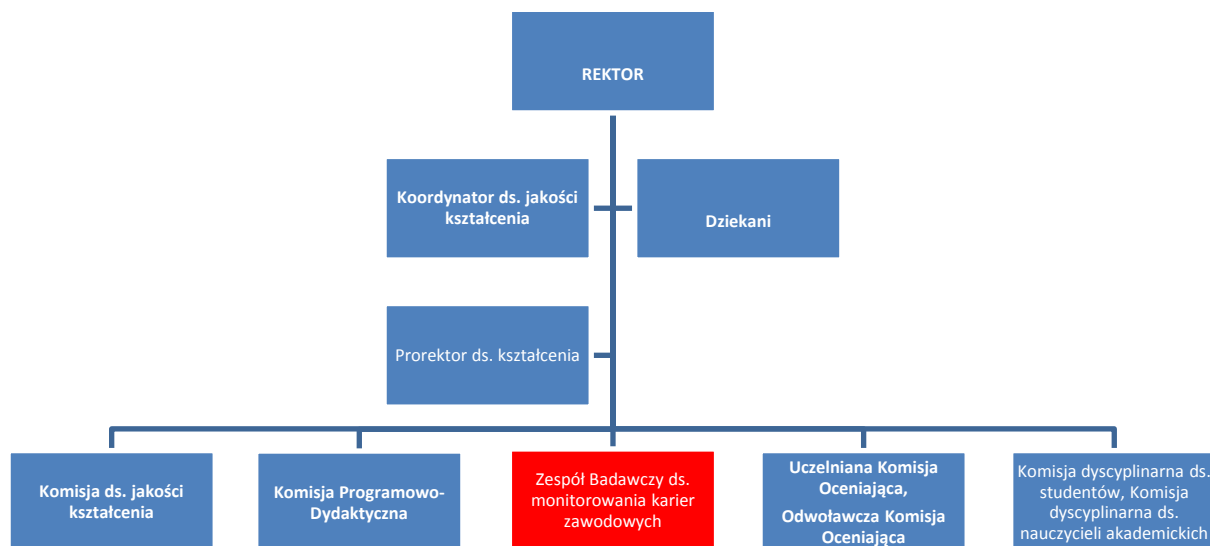 REKTOR
Koordynator ds. jakości
kształcenia
Dziekani
Prorektor ds. kształcenia
Komisja ds. jakości
kształcenia
Komisja Programowo-
Dydaktyczna
Zespół Badawczy ds.
monitorowania karier
zawodowych
Uczelniana Komisja
Oceniająca,
Odwoławcza Komisja
Oceniająca
Komisja dyscyplinarna ds.
studentów, Komisja
dyscyplinarna ds.
nauczycieli akademickich